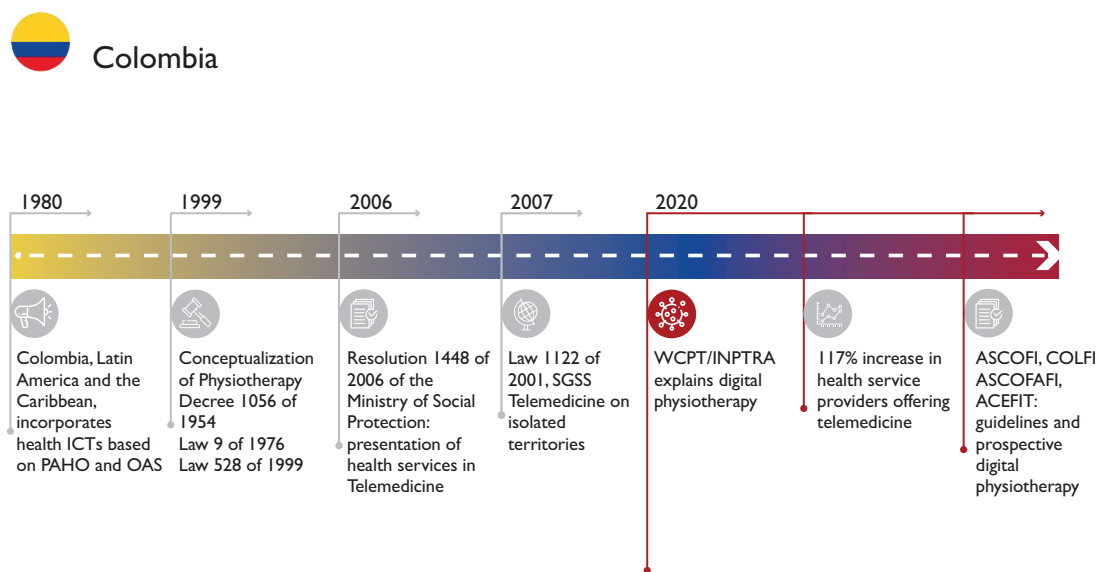 Colombia
1980
1999
2006
2007
2020
Colombia, Latin
America and the
Caribbean,
incorporates
health ICTs based
on PAHO and OAS
Conceptualization
of Physiotherapy
Decree 1056 of
1954
Law 9 of 1976
Law 528 of 1999
Resolution 1448 of
2006 of the
Ministry of Social
Protection:
presentation of
health services in
Telemedicine
Law 1122 of
2001, SGSS
Telemedicine on
isolated
territories
WCPT/INPTRA
explains digital
physiotherapy
117% increase in
health service
providers offering
telemedicine
ASCOFI, COLFI
ASCOFAFI,
ACEFIT:
guidelines and
prospective
digital
physiotherapy